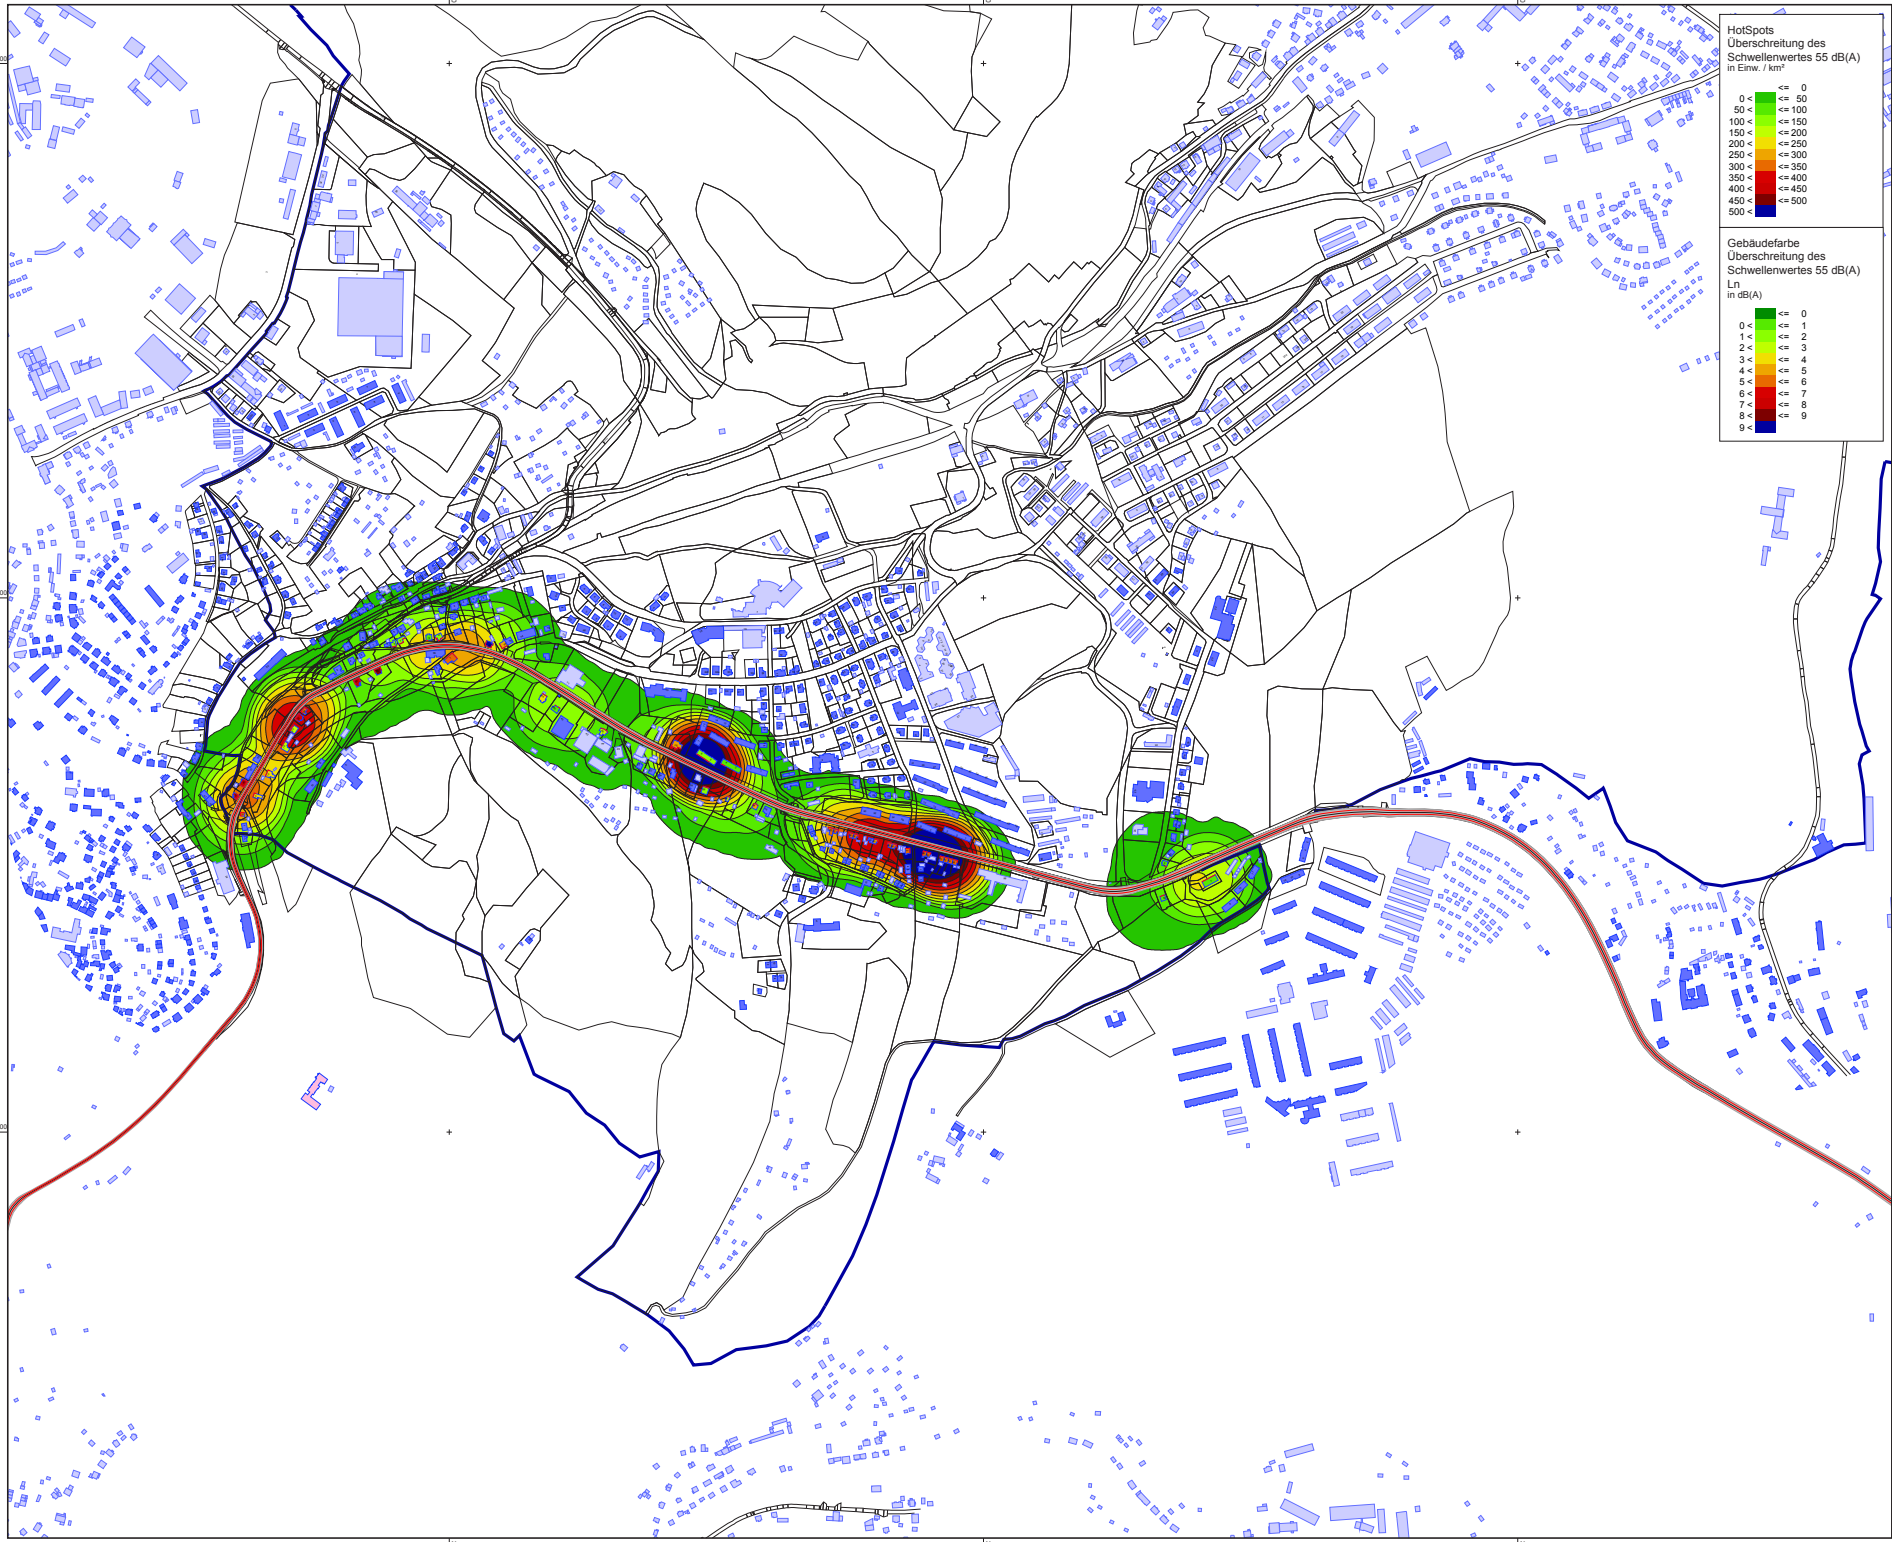 HotSpots
Überschreitung des
Schwellenwertes 55 dB(A)
in Einw. / km²
<= 0
0 < <= 50
50 < <= 100
100 < <= 150
150 < <= 200
200 < <= 250
250 < <= 300
300 < <= 350
350 < <= 400
400 < <= 450
450 < <= 500
500 <
Gebäudefarbe
Überschreitung des
Schwellenwertes 55 dB(A)
Ln
in dB(A)
<= 0
0 < <= 1
1 < <= 2
2 < <= 3
3 < <= 4
4 < <= 5
5 < <= 6
6 < <= 7
7 < <= 8
8 < <= 9
9 <